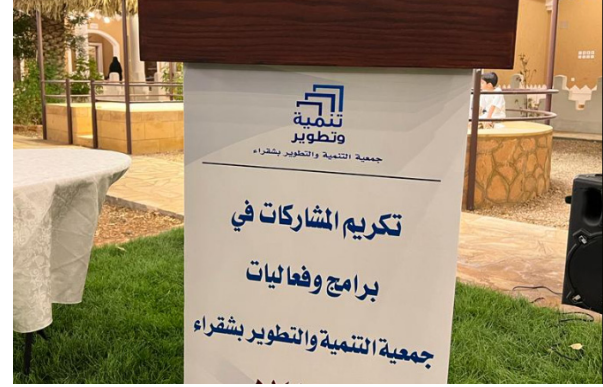 تنمية
وتطوير
جمعية التنمية والتطوير بشقراء
تكريم المشاركات في
برامج وفعاليات
جمعية التنمية والتطوير بشقراء